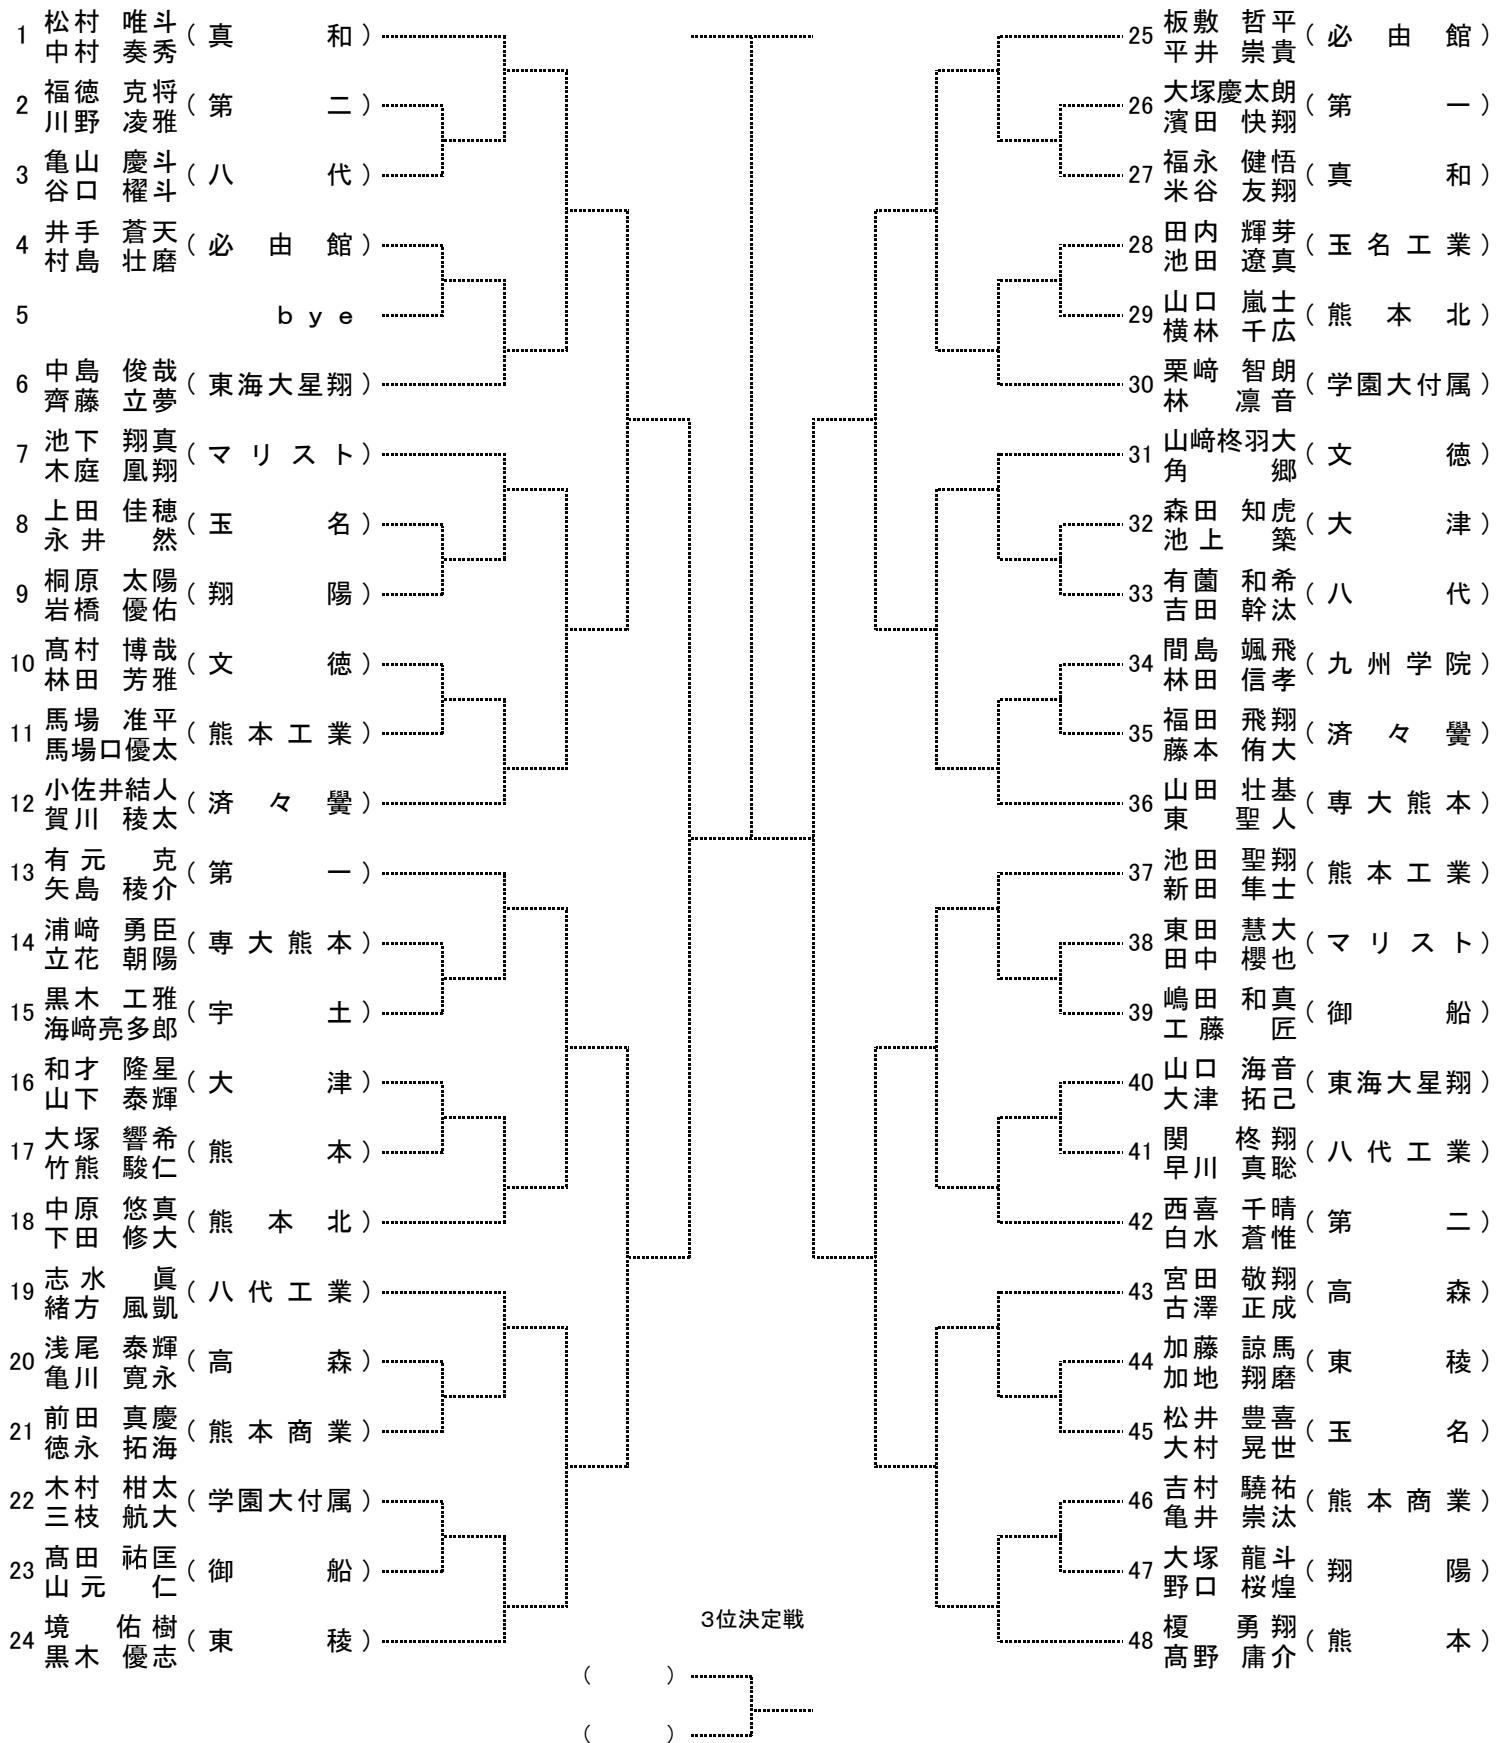 1 松村 唯斗
中村 奏秀 (真和)
2 福徳 克将
川野 凌雅 (第二)
3 亀山 慶斗
谷口 櫂斗 (八代)
4 井手 蒼天
村島 壮磨 (必由館)
5 bye
6 中島 俊哉
齊藤 立夢 (東海大星翔)
7 池下 翔真
木庭 凰翔 (マリスト)
8 上田 佳穂
永井 然 (玉名)
9 桐原 太陽
岩橋 優佑 (翔陽)
10 髙村 博哉
林田 芳雅 (文徳)
11 馬場 准平
馬場口優太 (熊本工業)
12 小佐井結人
賀川 稜太 (済々黌)
13 有元 克
矢島 稜介 (第一)
14 浦﨑 勇臣
立花 朝陽 (専大熊本)
15 黒木 工雅
海﨑亮多郎 (宇土)
16 和才 隆星
山下 泰輝 (大津)
17 大塚 響希
竹熊 駿仁 (熊本)
18 中原 悠真
下田 修大 (熊本北)
19 志水 眞
緒方 風凱 (八代工業)
20 浅尾 泰輝
亀川 寛永 (高森)
21 前田 真慶
徳永 拓海 (熊本商業)
22 木村 柑太
三枝 航大 (学園大付属)
23 髙田 祐匡
山元 仁 (御船)
24 境 佑樹
黒木 優志 (東稜)
25 板敷 哲平
平井 崇貴 (必由館)
26 大塚慶太朗
濱田 快翔 (第一)
27 福永 健悟
米谷 友翔 (真和)
28 田内 輝芽
池田 遼真 (玉名工業)
29 山口 嵐士
横林 千広 (熊本北)
30 栗﨑 智朗
林 凛音 (学園大付属)
31 山﨑柊羽大
角 郷 (文徳)
32 森田 知虎
池上 築 (大津)
33 有薗 和希
吉田 幹汰 (八代)
34 間島 颯飛
林田 信孝 (九州学院)
35 福田 飛翔
藤本 侑大 (済々黌)
36 山田 壮基
東 聖人 (専大熊本)
37 池田 聖翔
新田 隼士 (熊本工業)
38 東田 慧大
田中 櫻也 (マリスト)
39 嶋田 和真
工藤 匠 (御船)
40 山口 海音
大津 拓己 (東海大星翔)
41 関 柊翔
早川 真聡 (八代工業)
42 西喜 千晴
白水 蒼惟 (第二)
43 宮田 敬翔
古澤 正成 (高森)
44 加藤 諒馬
加地 翔磨 (東稜)
45 松井 豊喜
大村 晃世 (玉名)
46 吉村 驍祐
亀井 崇汰 (熊本商業)
47 大塚 龍斗
野口 桜煌 (翔陽)
48 榎 勇翔
髙野 庸介 (熊本)
3位決定戦
( )
( )